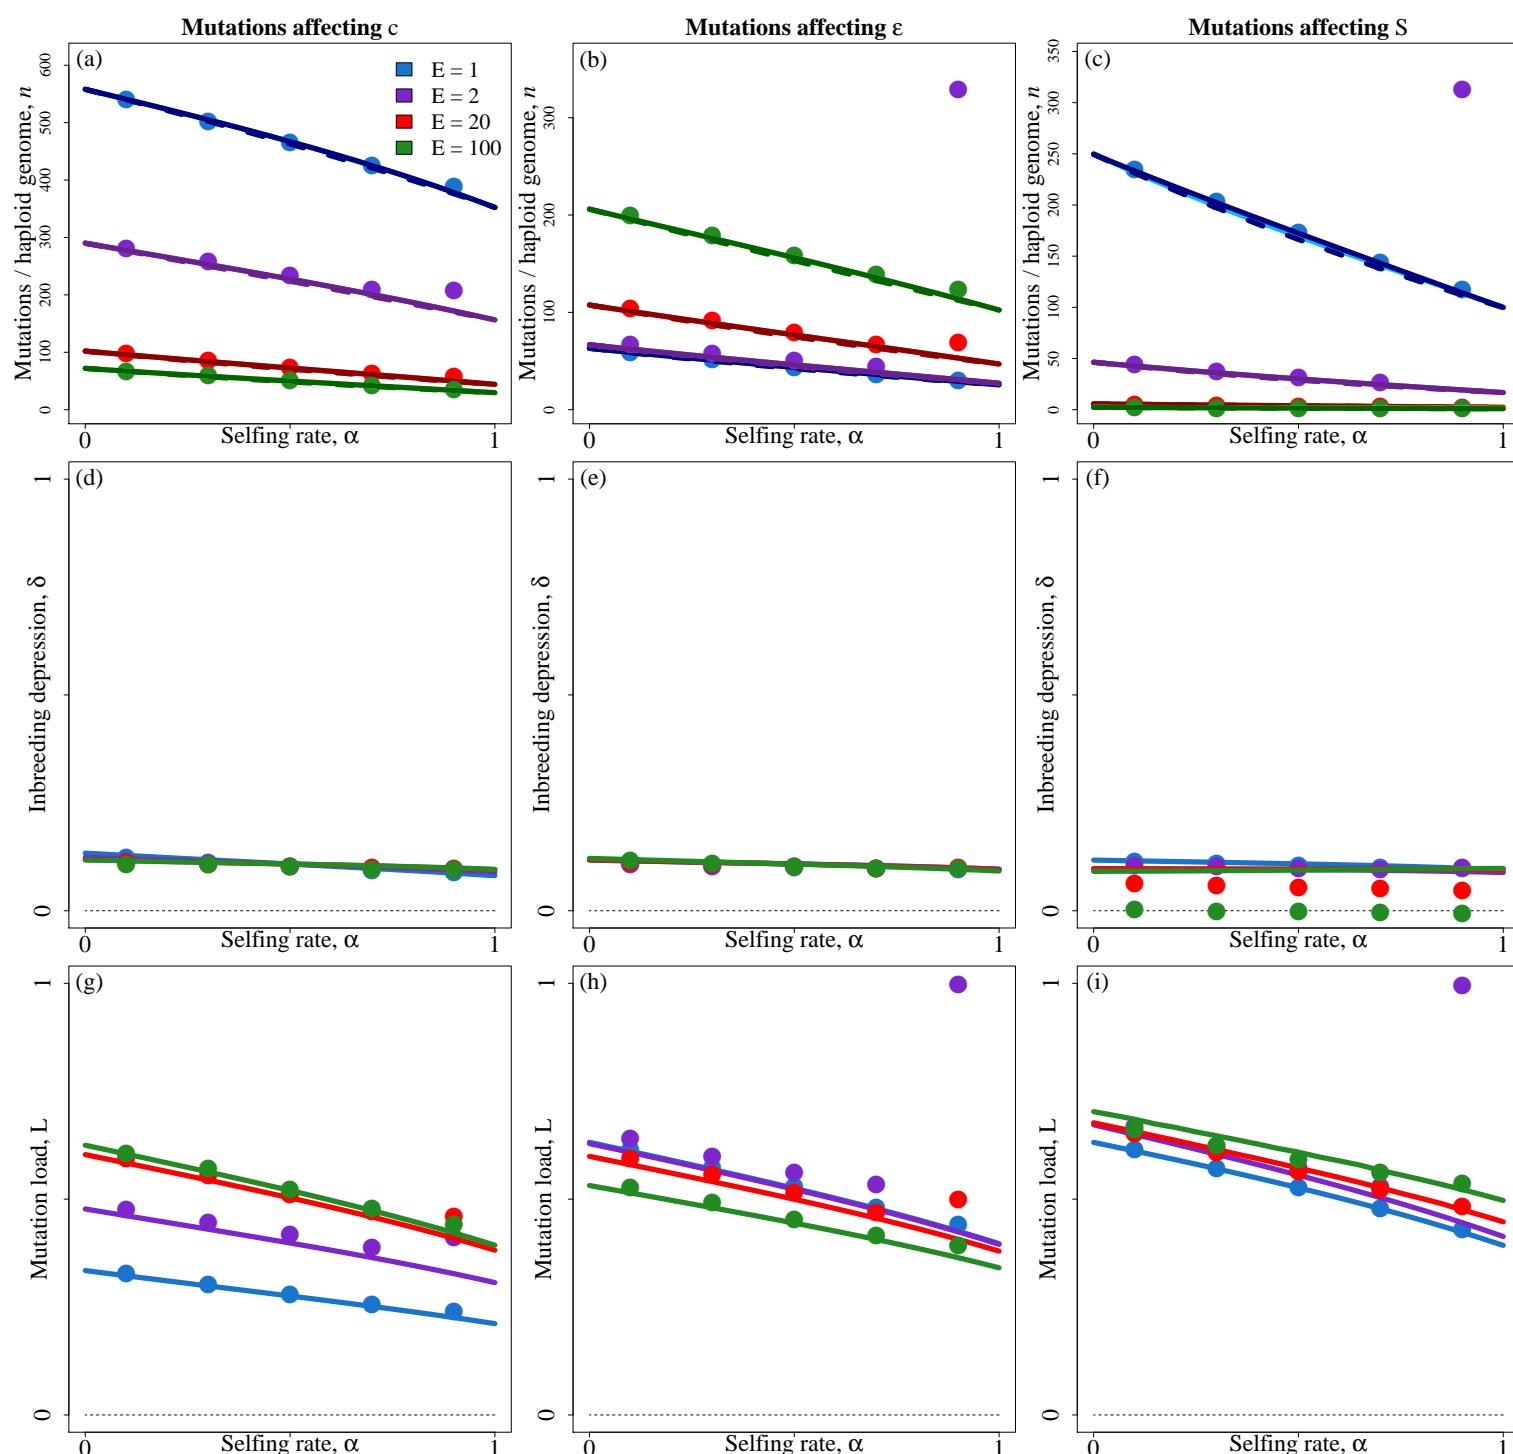 Mutations affecting c
Mutations affecting ε
Mutations affecting S
(a)
E = 1
E = 2
E = 20
E = 100
Mutations / haploid genome, n
0
100
200
300
400
500
600
0
Selfing rate, α
1
(b)
Mutations / haploid genome, n
0
100
200
300
0
Selfing rate, α
1
(c)
Mutations / haploid genome, n
0
50
100
150
200
250
300
350
0
Selfing rate, α
1
(d)
Inbreeding depression, δ
0
1
0
Selfing rate, α
1
(e)
Inbreeding depression, δ
0
1
0
Selfing rate, α
1
(f)
Inbreeding depression, δ
0
1
0
Selfing rate, α
1
(g)
Mutation load, L
0
1
0
Selfing rate, α
1
(h)
Mutation load, L
0
1
0
Selfing rate, α
1
(i)
Mutation load, L
0
1
0
Selfing rate, α
1